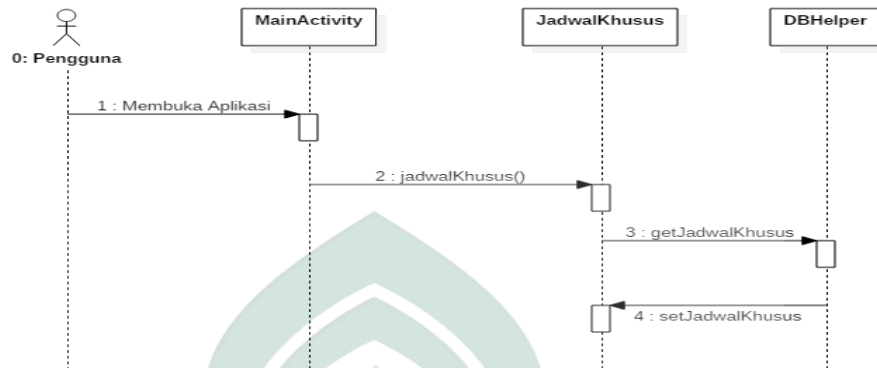 MainActivity
JadwalKhusus
DBHelper
0: Pengguna
1 : Membuka Aplikasi
2 : jadwalKhusus()
3 : getJadwalKhusus
4 : setJadwalKhusus